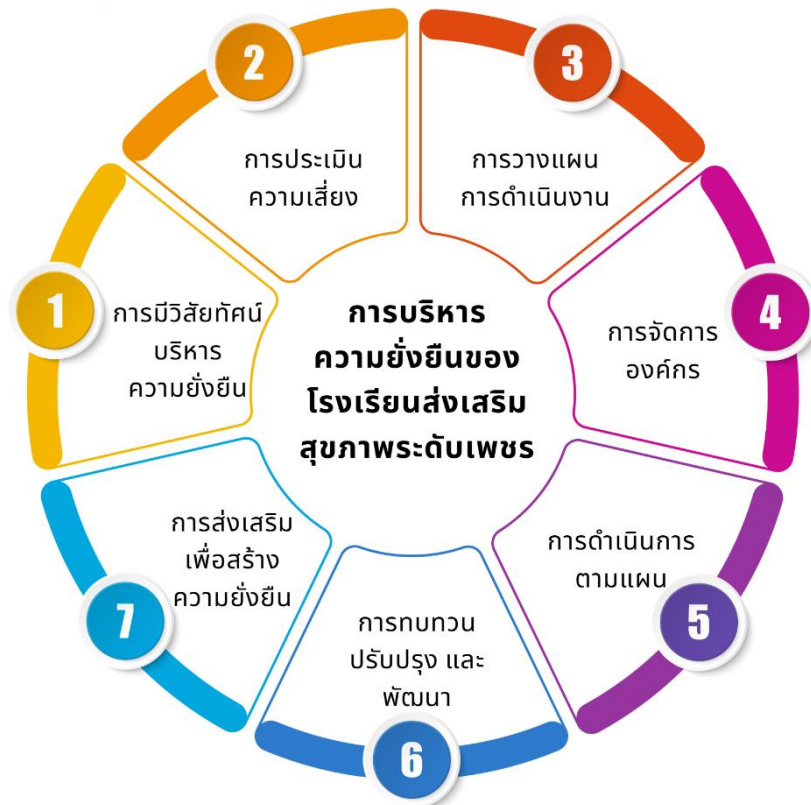 การบริหาร
ความยั่งยืนของ
โรงเรียนส่งเสริม
สุขภาพระดับเพชร
1
การมีวิสัยทัศน์
บริหาร
ความยั่งยืน
2
การประเมิน
ความเสี่ยง
3
การวางแผน
การดำเนินงาน
4
การจัดการ
องค์กร
5
การดำเนินการ
ตามแผน
6
การทบทวน
ปรับปรุง และ
พัฒนา
7
การส่งเสริม
เพื่อสร้าง
ความยั่งยืน